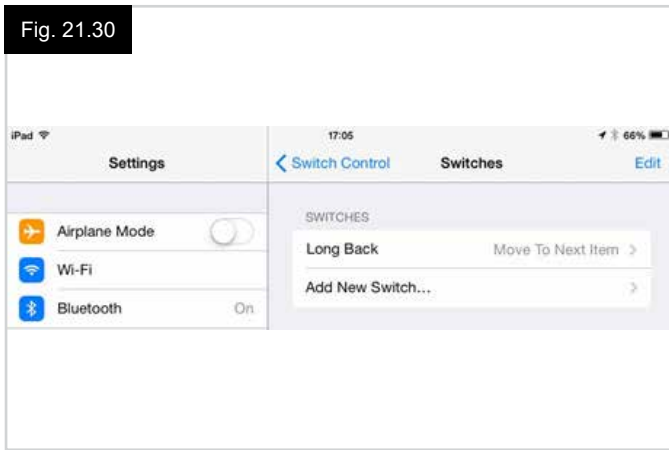 Fig. 21.30
iPad 17:05 66%
Settings
Switch Control Switches Edit
Airplane Mode
Wi-Fi
Bluetooth On
SWITCHES
Long Back Move To Next Item
Add New Switch...